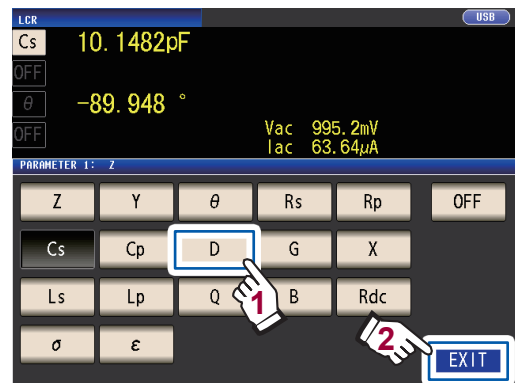 LCR USB
Cs 10.1482pF
OFF
θ -89.948 °
OFF Vac 995.2mV
Iac 63.64μA
PARAMETER 1: Z
Z Y θ Rs Rp OFF
Cs Cp D G X
Ls Lp Q B Rdc
1 2
σ ε EXIT